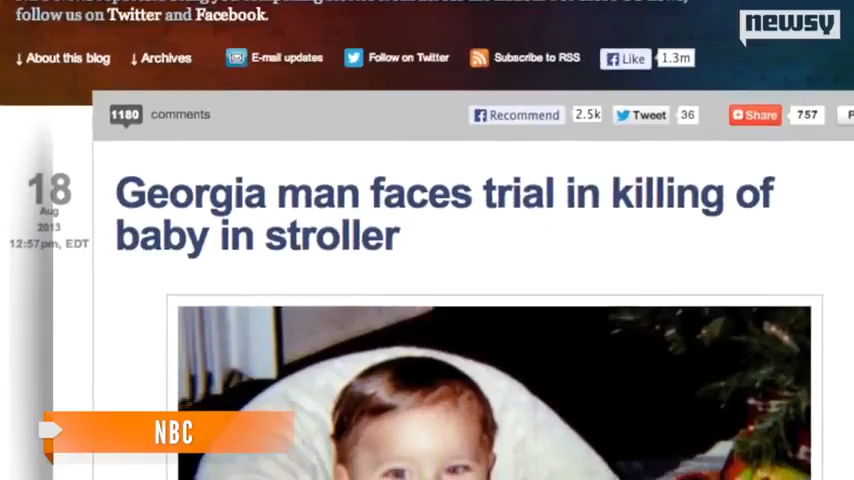 follow us on Twitter and Facebook.
newsy
↓ About this blog ↓ Archives E-mail updates Follow on Twitter Subscribe to RSS Like 1.3m
1180 comments Recommend 2.5k Tweet 36 Share 757
18
Aug
2013
12:57pm, EDT
Georgia man faces trial in killing of
baby in stroller
NBC